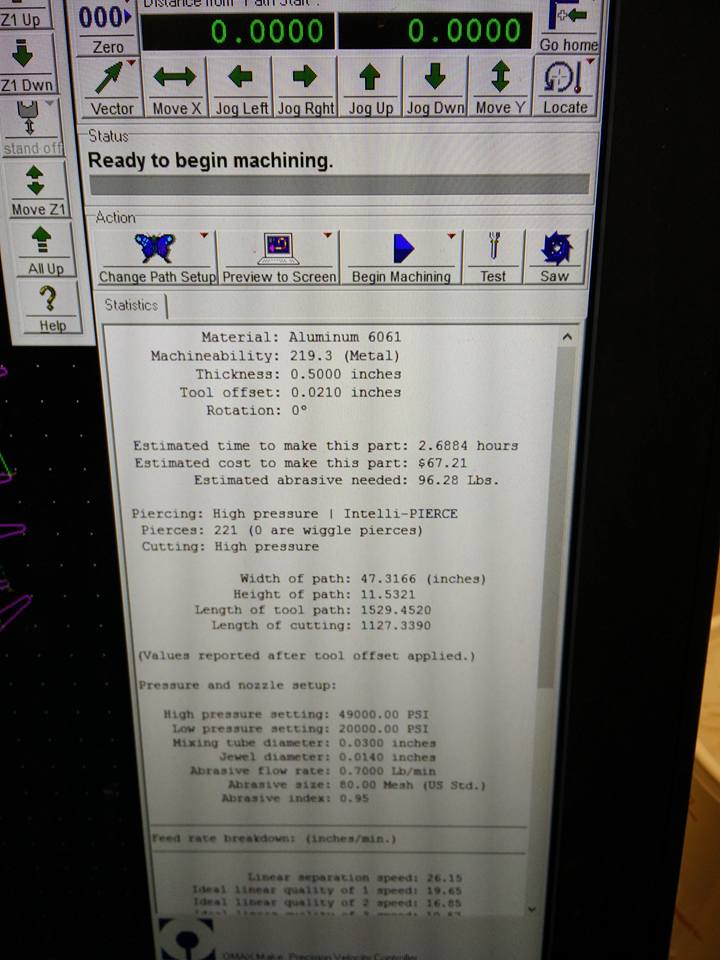 Distance from "Path Start":
Z1 Up
000
Zero
0.0000
0.0000
Go home
Z1 Dwn
Vector
Move X
Jog Left
Jog Rght
Jog Up
Jog Dwn
Move Y
Locate
stand off
Status
Ready to begin machining.
Move Z1
Action
All Up
Change Path Setup
Preview to Screen
Begin Machining
Test
Saw
Help
Statistics
Material: Aluminum 6061
Machineability: 219.3 (Metal)
Thickness: 0.5000 inches
Tool offset: 0.0210 inches
Rotation: 0°
Estimated time to make this part: 2.6884 hours
Estimated cost to make this part: $67.21
Estimated abrasive needed: 96.28 Lbs.
Piercing: High pressure | Intelli-PIERCE
Pierces: 221 (0 are wiggle pierces)
Cutting: High pressure
Width of path: 47.3166 (inches)
Height of path: 11.5321
Length of tool path: 1529.4520
Length of cutting: 1127.3390
(Values reported after tool offset applied.)
Pressure and nozzle setup:
High pressure setting: 49000.00 PSI
Low pressure setting: 20000.00 PSI
Mixing tube diameter: 0.0300 inches
Jewel diameter: 0.0140 inches
Abrasive flow rate: 0.7000 Lb/min
Abrasive size: 80.00 Mesh (US Std.)
Abrasive index: 0.95
Feed rate breakdown: (inches/min.)
Linear separation speed: 26.15
Ideal linear quality of 1 speed: 19.65
Ideal linear quality of 2 speed: 16.85
OMAX Make Precision Velocity Controller